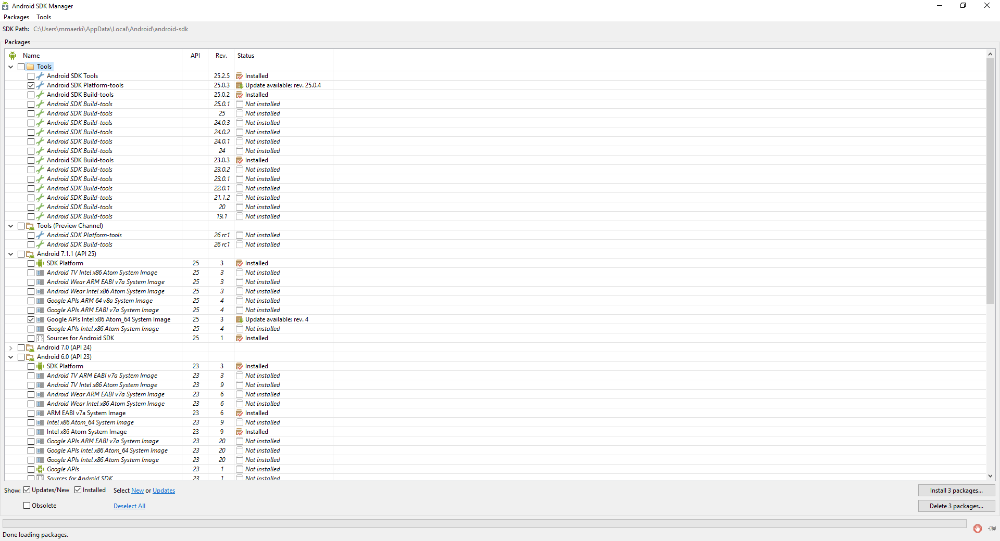 Android SDK Manager
Packages Tools
SDK Path: C:\Users\mmaerki\AppData\Local\Android\android-sdk
Packages
Name API Rev. Status
Tools
Android SDK Tools 25.2.5 Installed
Android SDK Platform-tools 25.0.3 Update available: rev. 25.0.4
Android SDK Build-tools 25.0.2 Installed
Android SDK Build-tools 25.0.1 Not installed
Android SDK Build-tools 25 Not installed
Android SDK Build-tools 24.0.3 Not installed
Android SDK Build-tools 24.0.2 Not installed
Android SDK Build-tools 24.0.1 Not installed
Android SDK Build-tools 24 Not installed
Android SDK Build-tools 23.0.3 Installed
Android SDK Build-tools 23.0.2 Not installed
Android SDK Build-tools 23.0.1 Not installed
Android SDK Build-tools 22.0.1 Not installed
Android SDK Build-tools 21.1.2 Not installed
Android SDK Build-tools 20 Not installed
Android SDK Build-tools 19.1 Not installed
Tools (Preview Channel)
Android SDK Platform-tools 26 rc1 Not installed
Android SDK Build-tools 26 rc1 Not installed
Android 7.1.1 (API 25)
SDK Platform 25 3 Installed
Android TV Intel x86 Atom System Image 25 3 Not installed
Android Wear ARM EABI v7a System Image 25 3 Not installed
Android Wear Intel x86 Atom System Image 25 3 Not installed
Google APIs ARM 64 v8a System Image 25 4 Not installed
Google APIs ARM EABI v7a System Image 25 4 Not installed
Google APIs Intel x86 Atom_64 System Image 25 3 Update available: rev. 4
Google APIs Intel x86 Atom System Image 25 4 Not installed
Sources for Android SDK 25 1 Installed
Android 7.0 (API 24)
Android 6.0 (API 23)
SDK Platform 23 3 Installed
Android TV ARM EABI v7a System Image 23 3 Not installed
Android TV Intel x86 Atom System Image 23 9 Not installed
Android Wear ARM EABI v7a System Image 23 6 Not installed
Android Wear Intel x86 Atom System Image 23 6 Not installed
ARM EABI v7a System Image 23 6 Installed
Intel x86 Atom_64 System Image 23 9 Not installed
Intel x86 Atom System Image 23 9 Installed
Google APIs ARM EABI v7a System Image 23 20 Not installed
Google APIs Intel x86 Atom_64 System Image 23 20 Not installed
Google APIs Intel x86 Atom System Image 23 20 Not installed
Google APIs 23 1 Not installed
Sources for Android SDK 23 1 Not installed
Show: Updates/New Installed Select New or Updates Install 3 packages...
Obsolete Deselect All Delete 3 packages...
Done loading packages.